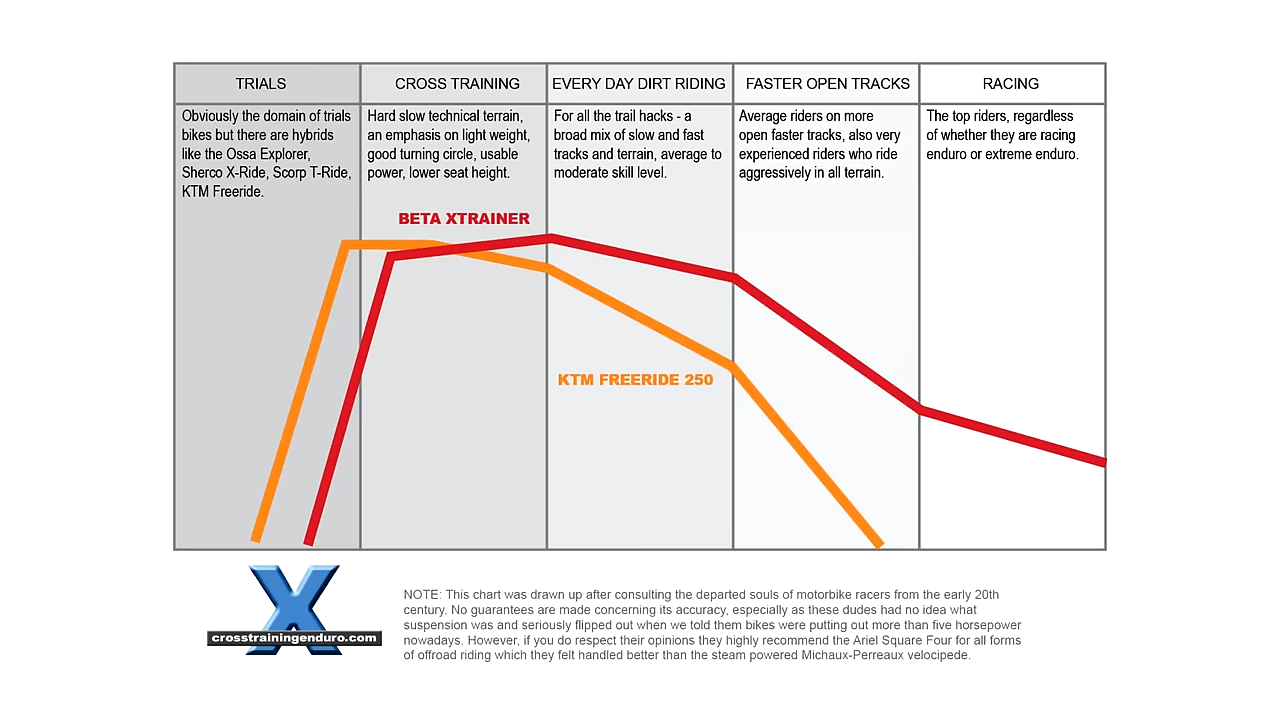 TRIALS
CROSS TRAINING
EVERY DAY DIRT RIDING
FASTER OPEN TRACKS
RACING
Obviously the domain of trials
bikes but there are hybrids
like the Ossa Explorer,
Sherco X-Ride, Scorp T-Ride,
KTM Freeride.
Hard slow technical terrain,
an emphasis on light weight,
good turning circle, usable
power, lower seat height.
For all the trail hacks - a
broad mix of slow and fast
tracks and terrain, average to
moderate skill level.
Average riders on more
open faster tracks, also very
experienced riders who ride
aggressively in all terrain.
The top riders, regardless
of whether they are racing
enduro or extreme enduro.
BETA XTRAINER
KTM FREERIDE 250
X
crosstrainingenduro.com
NOTE: This chart was drawn up after consulting the departed souls of motorbike racers from the early 20th
century. No guarantees are made concerning its accuracy, especially as these dudes had no idea what
suspension was and seriously flipped out when we told them bikes were putting out more than five horsepower
nowadays. However, if you do respect their opinions they highly recommend the Ariel Square Four for all forms
of offroad riding which they felt handled better than the steam powered Michaux-Perreaux velocipede.